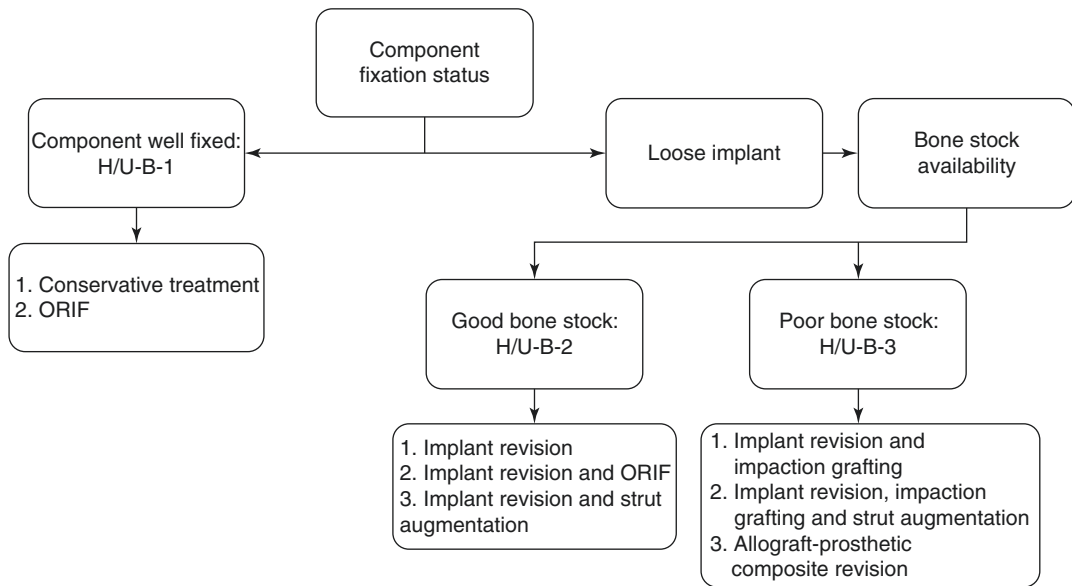 Component
fixation status
Component well fixed:
H/U-B-1
Loose implant
Bone stock
availability
1. Conservative treatment
2. ORIF
Good bone stock:
H/U-B-2
Poor bone stock:
H/U-B-3
1. Implant revision
2. Implant revision and ORIF
3. Implant revision and strut
augmentation
1. Implant revision and
impaction grafting
2. Implant revision, impaction
grafting and strut augmentation
3. Allograft-prosthetic
composite revision